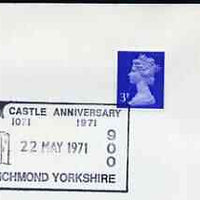 3P
CASTLE ANNIVERSARY
1071 1971
900
22 MAY 1971
RICHMOND YORKSHIRE